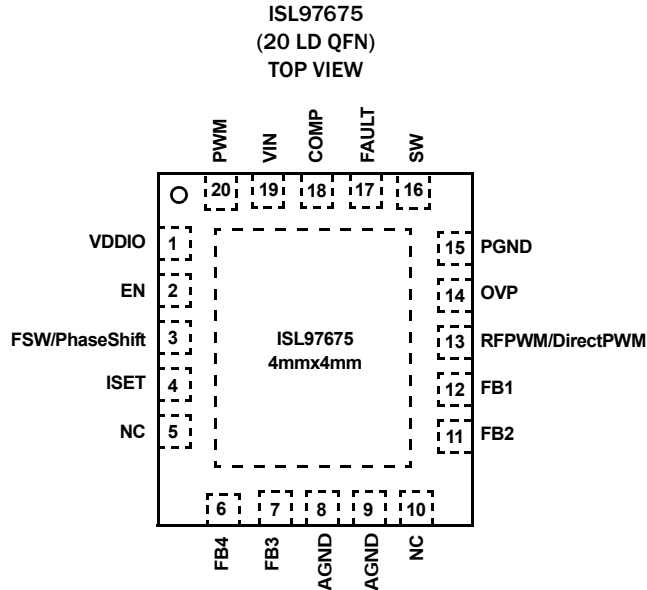 ISL97675
(20 LD QFN)
TOP VIEW
PWM
VIN
COMP
FAULT
SW
20
19
18
17
16
VDDIO 1
EN 2
FSW/PhaseShift 3
ISET 4
NC 5
ISL97675
4mmx4mm
15 PGND
14 OVP
13 RFPWM/DirectPWM
12 FB1
11 FB2
6
7
8
9
10
FB4
FB3
AGND
AGND
NC